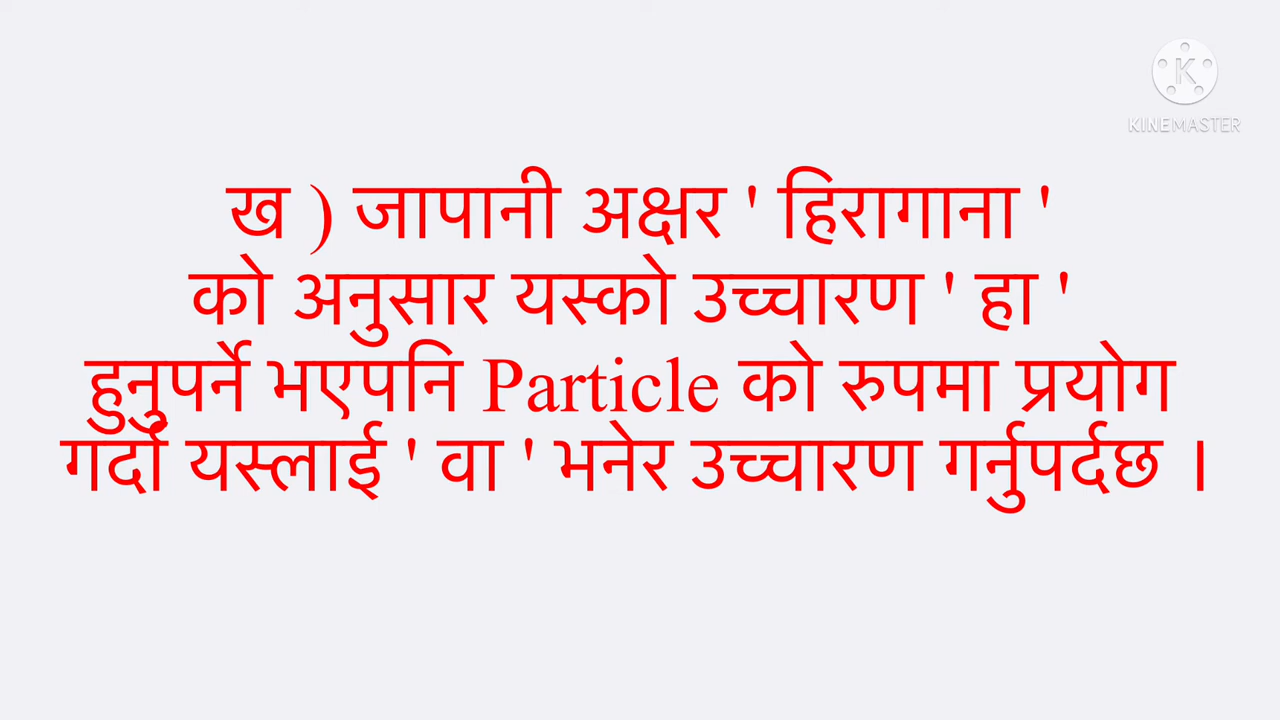 KINEMASTER
ख ) जापानी अक्षर ' हिरागाना '
को अनुसार यस्को उच्चारण ' हा '
हुनुपर्ने भएपनि Particle को रुपमा प्रयोग
गर्दा यस्लाई ' वा ' भनेर उच्चारण गर्नुपर्दछ ।